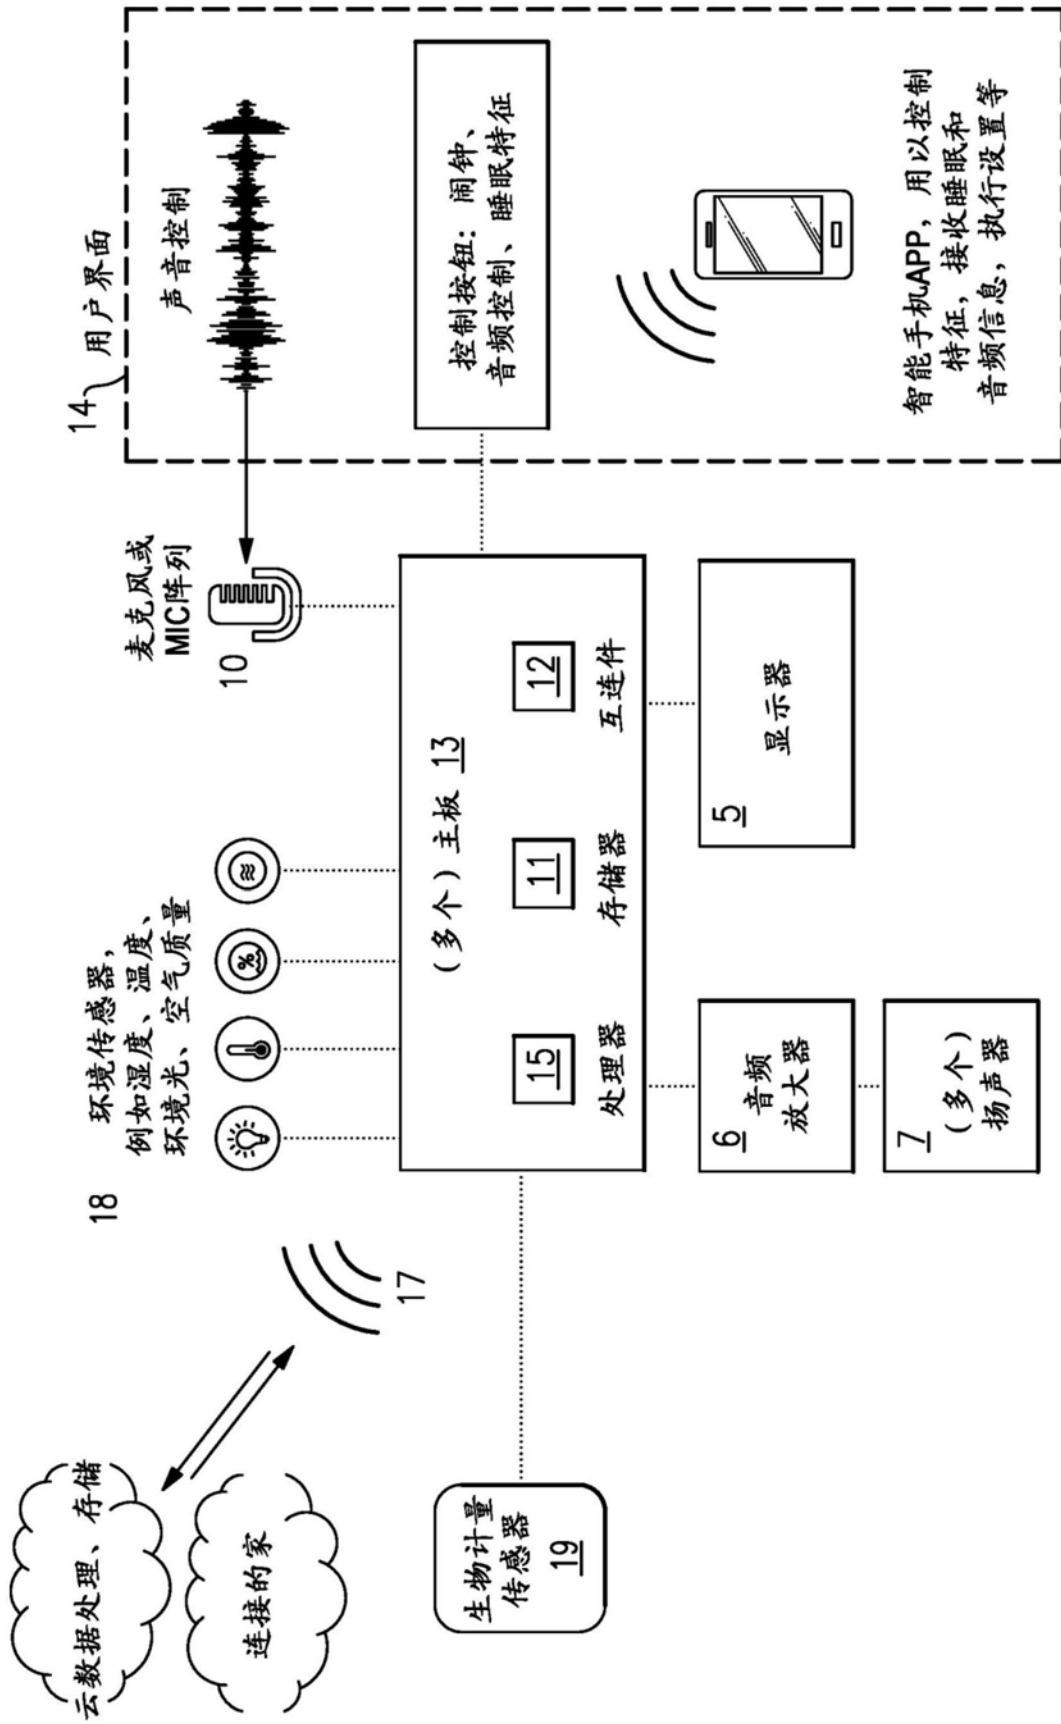 云数据处理、存储
连接的家
17
18
环境传感器，
例如湿度、温度、
环境光、空气质量
%
麦克风或
MIC阵列
10
14
用户界面
声音控制
控制按钮：闹钟、
音频控制、睡眠特征
智能手机APP，用以控制
特征，接收睡眠和
音频信息，执行设置等
生物计量
传感器
19
（多个）主板 13
15
处理器
11
存储器
12
互连件
6
音频
放大器
7
（多个）
扬声器
5
显示器